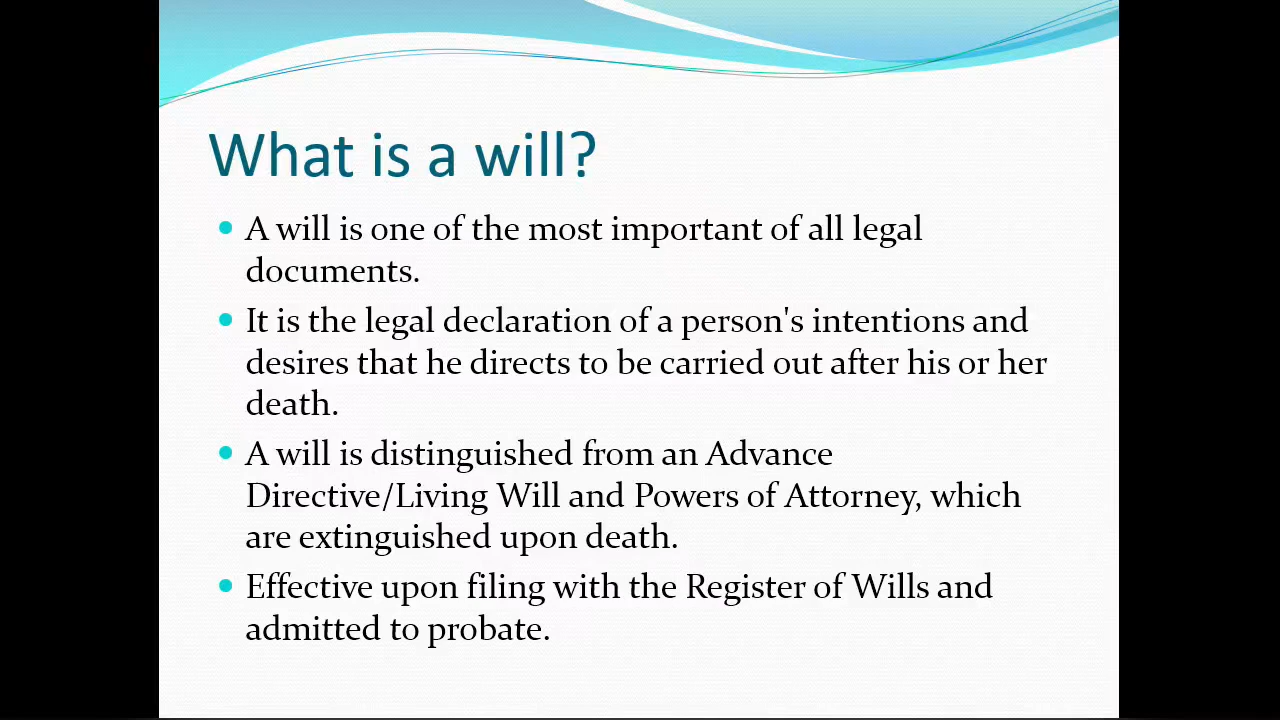 What is a will?
• A will is one of the most important of all legal
documents.
• It is the legal declaration of a person's intentions and
desires that he directs to be carried out after his or her
death.
• A will is distinguished from an Advance
Directive/Living Will and Powers of Attorney, which
are extinguished upon death.
• Effective upon filing with the Register of Wills and
admitted to probate.